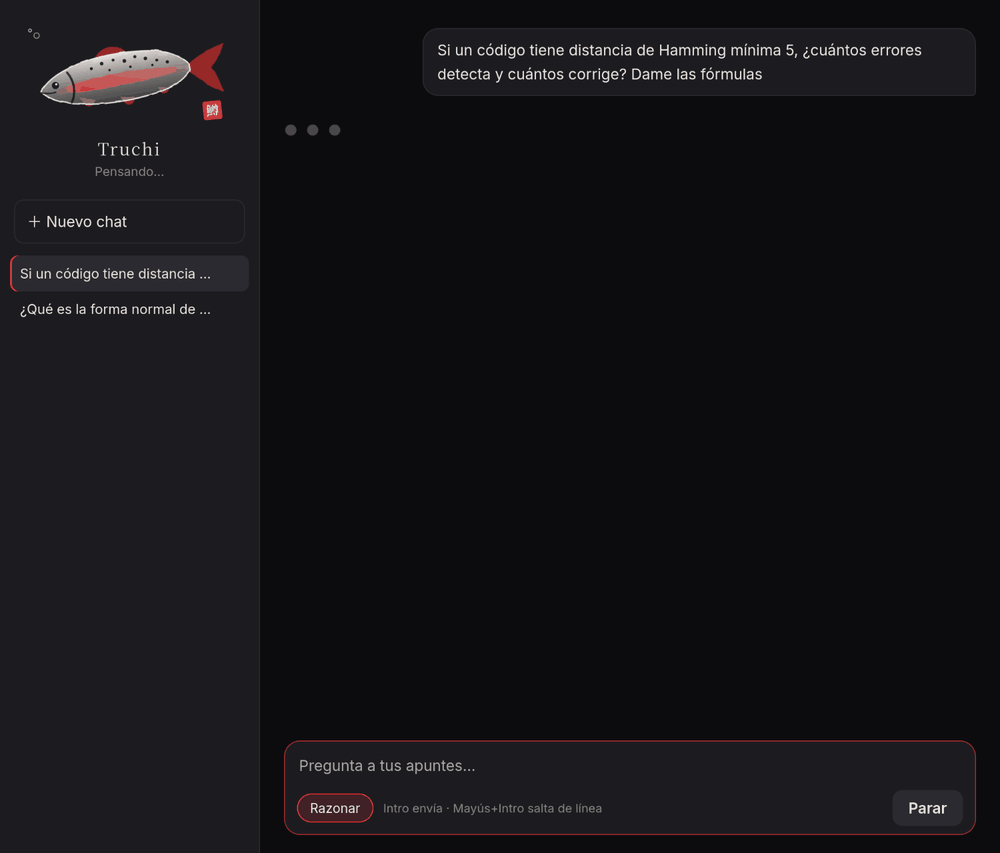 Truchi
Pensando...
+ Nuevo chat
Si un código tiene distancia ...
¿Qué es la forma normal de ...
Si un código tiene distancia de Hamming mínima 5, ¿cuántos errores
detecta y cuántos corrige? Dame las fórmulas
Pregunta a tus apuntes...
Razonar
Intro envía · Mayús+Intro salta de línea
Parar